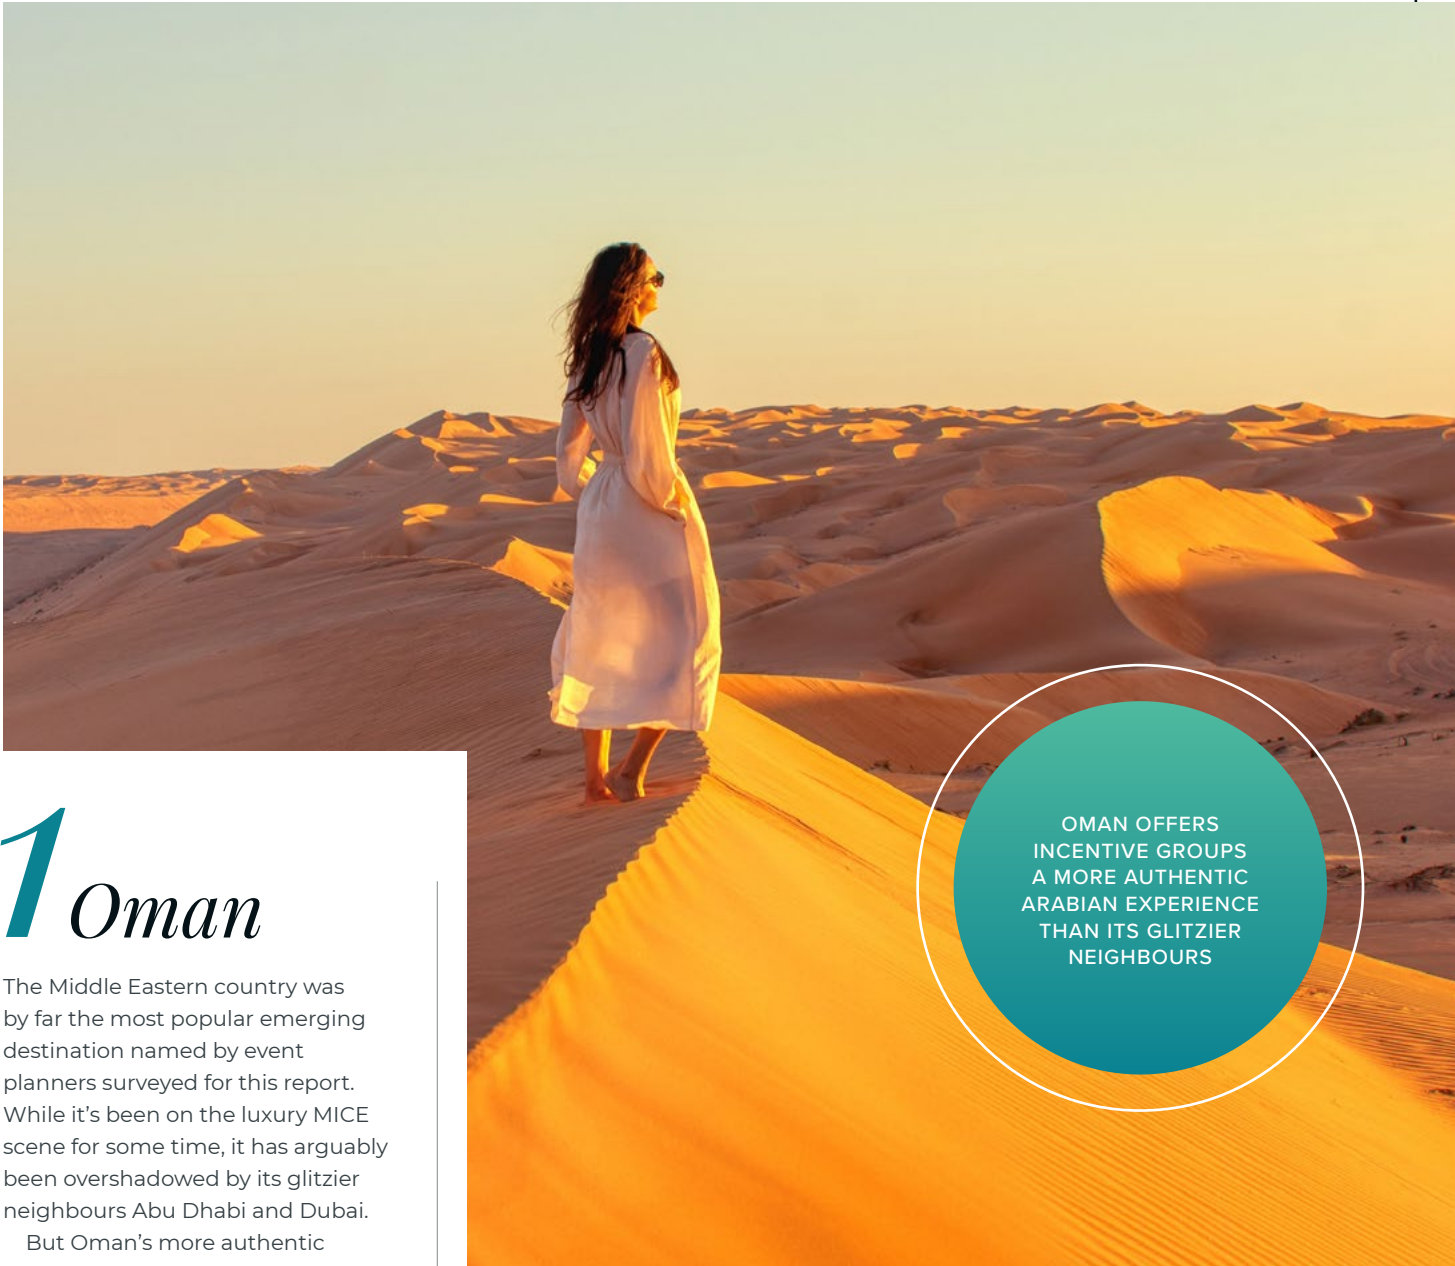 1 Oman
The Middle Eastern country was
by far the most popular emerging
destination named by event
planners surveyed for this report.
While it’s been on the luxury MICE
scene for some time, it has arguably
been overshadowed by its glitzier
neighbours Abu Dhabi and Dubai.
But Oman’s more authentic
OMAN OFFERS
INCENTIVE GROUPS
A MORE AUTHENTIC
ARABIAN EXPERIENCE
THAN ITS GLITZIER
NEIGHBOURS